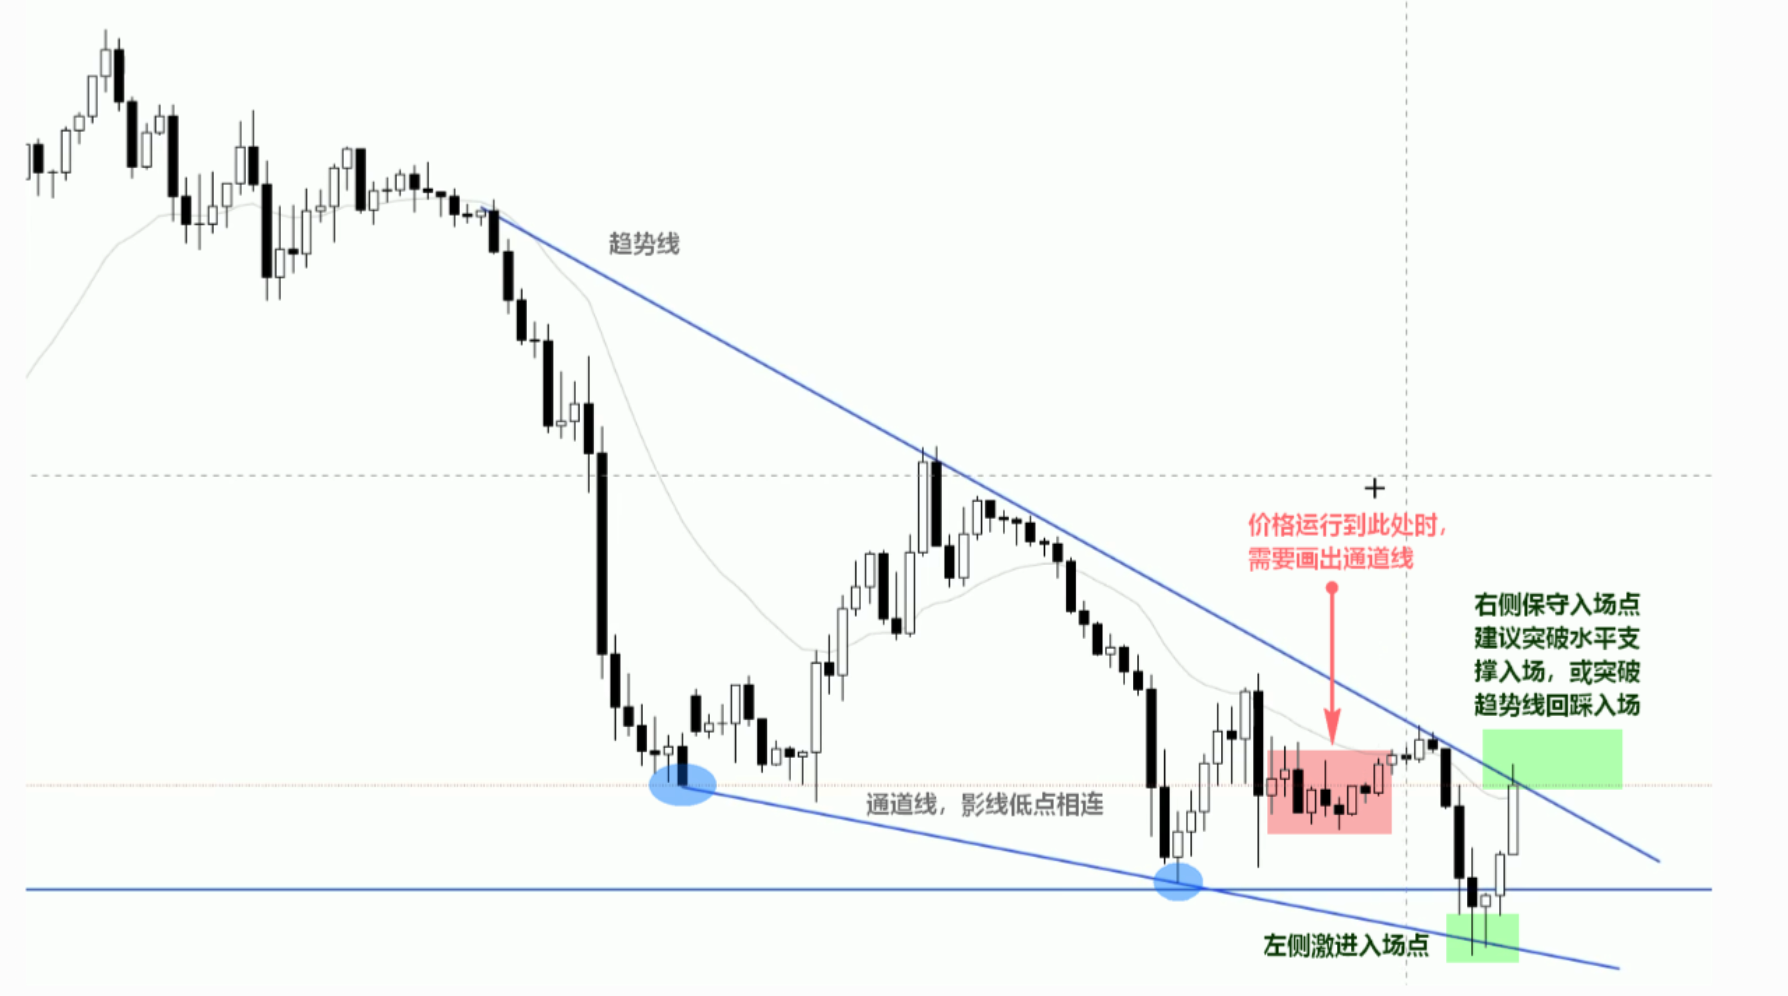 趋势线
价格运行到此处时,
需要画出通道线
右侧保守入场点
建议突破水平支
撑入场，或突破
趋势线回踩入场
通道线，影线低点相连
左侧激进入场点